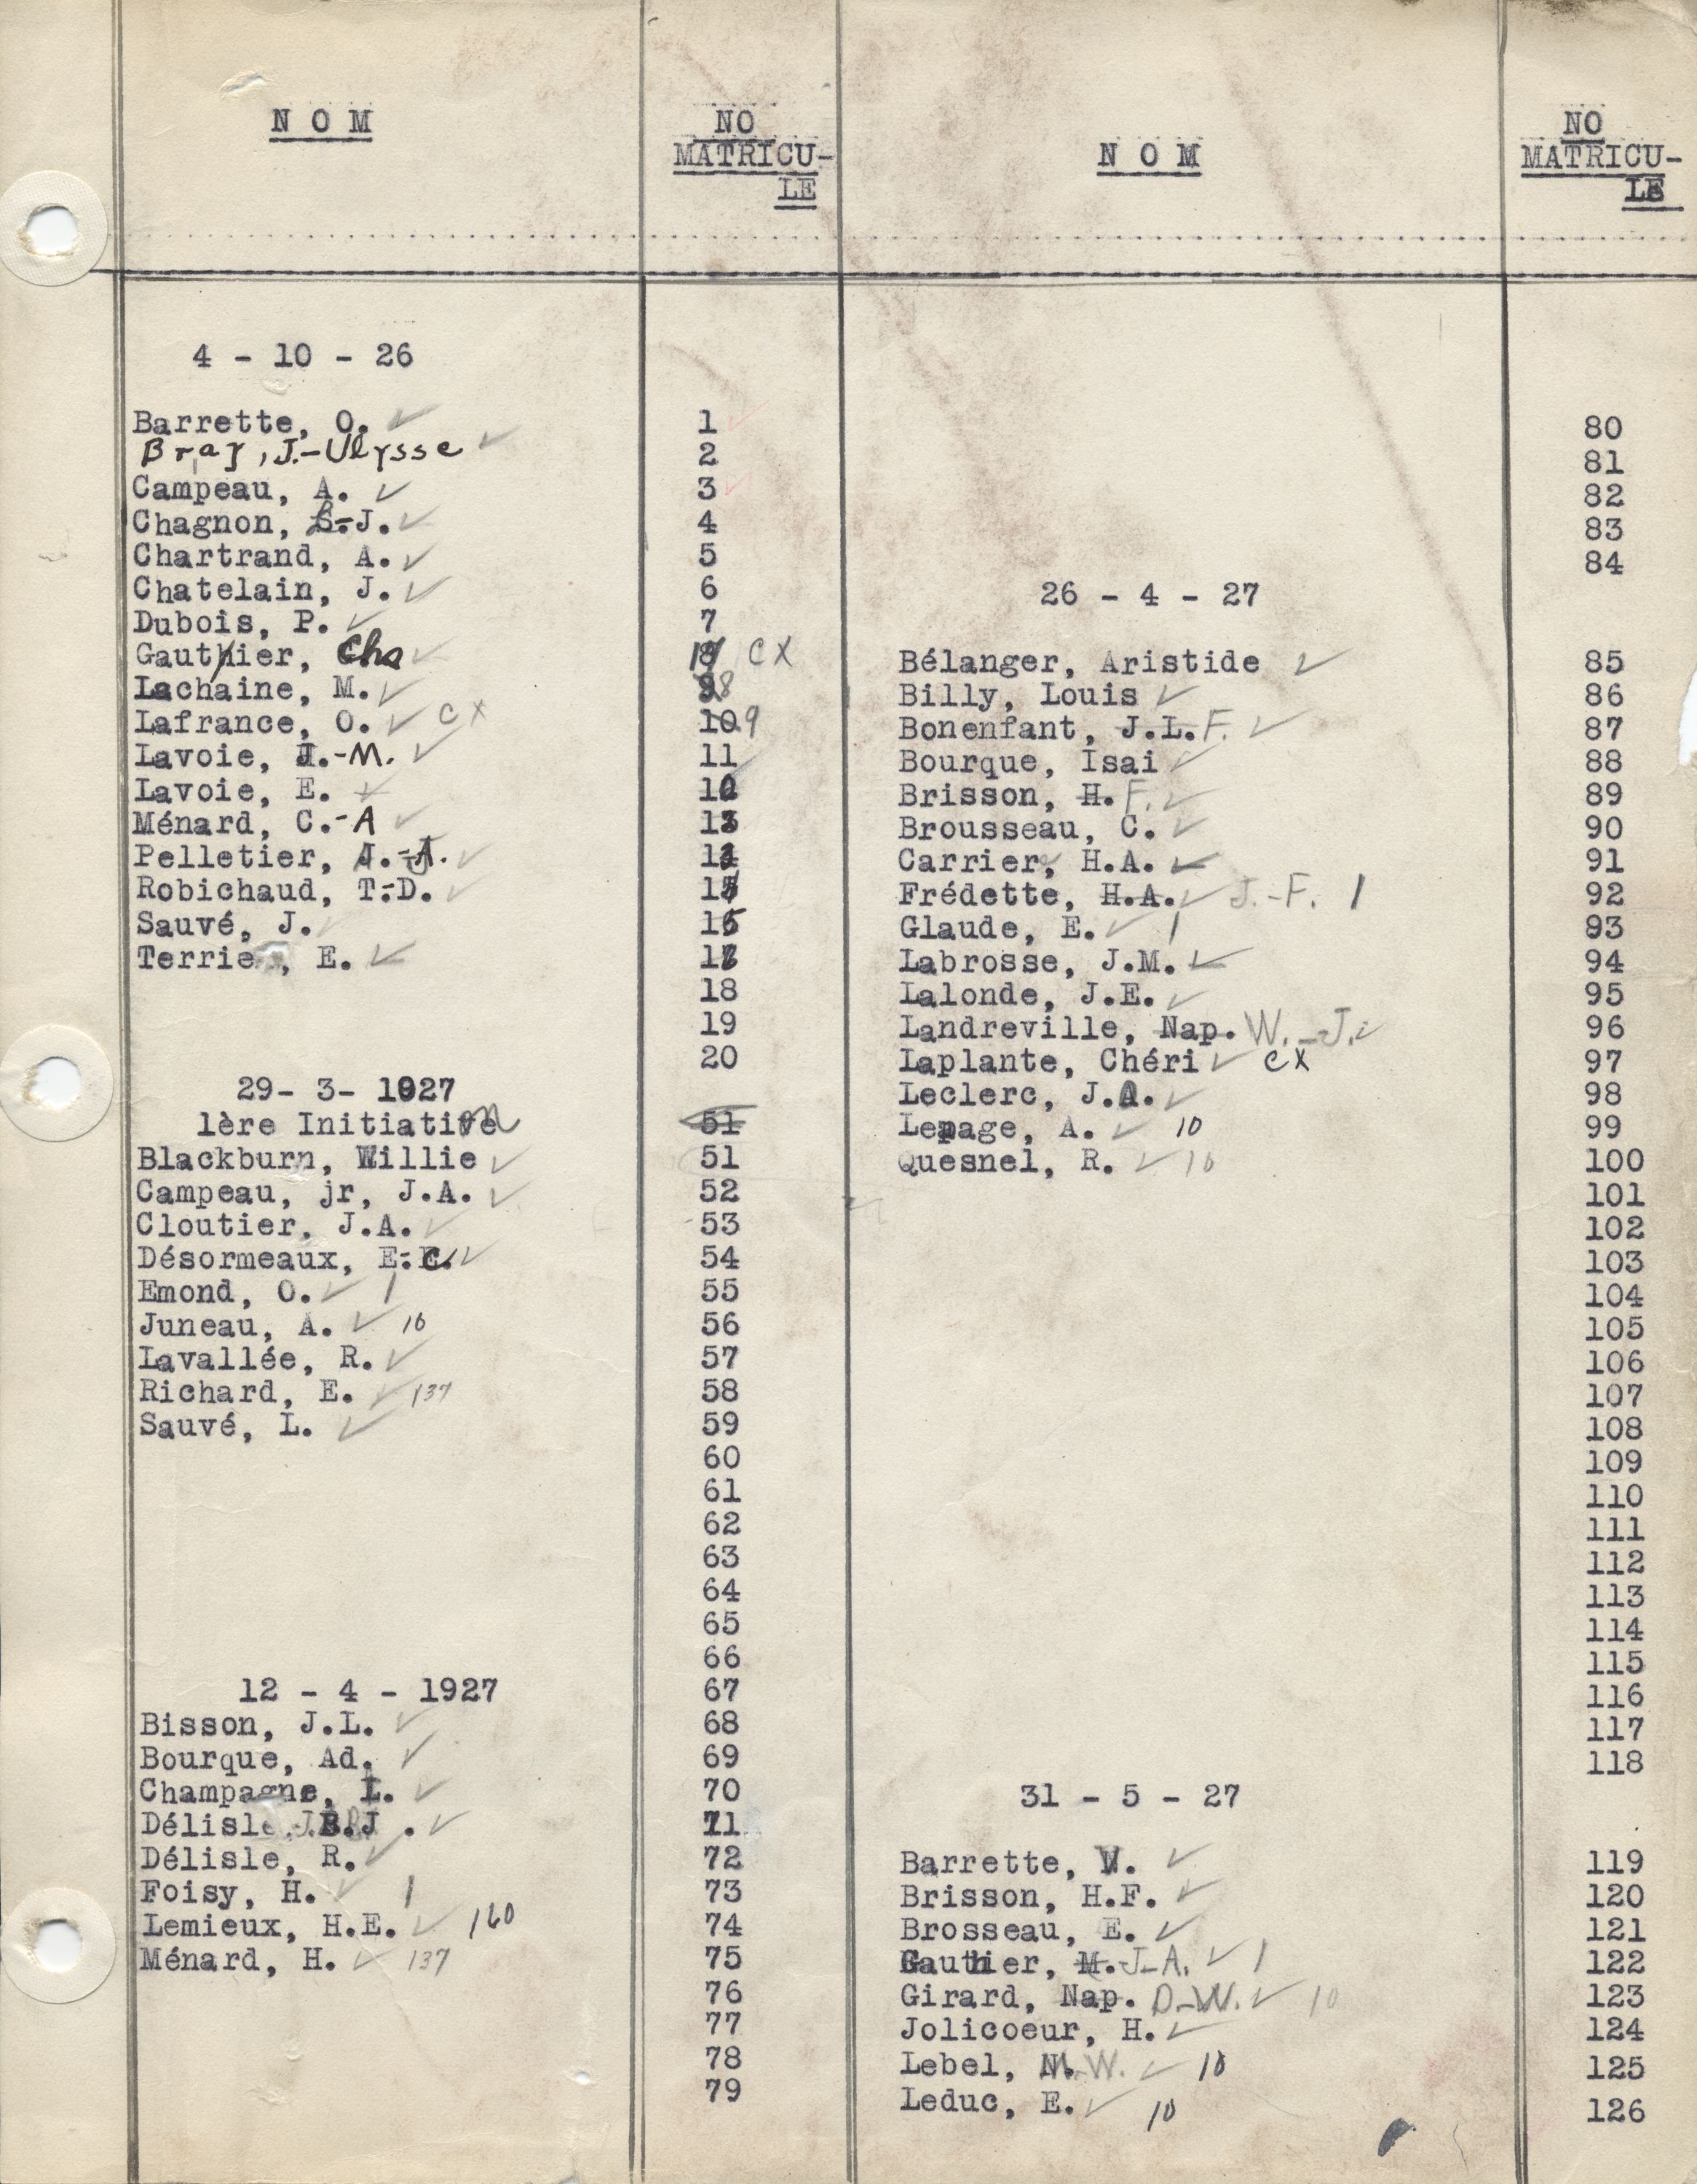 N O M
NO
MATRICU-
LE
4 - 10 - 26
Barrette, O. ✓ 1
Bray, J.-Ulysse ✓ 2
Campeau, A. ✓ 3
Chagnon, J. ✓ 4
Chartrand, A. ✓ 5
Chatelain, J. ✓ 6
Dubois, P. ✓ 7
Gauthier, Chs ✓ CX
Lachaine, M. ✓ 8
Lafrance, O. ✓ CX 10 9
Lavoie, J.-M. ✓ 11
Lavoie, E. ✓
Ménard, C.-A ✓
Pelletier, J.-A. ✓
Robichaud, T.-D. ✓
Sauvé, J. ✓
Terrie, E. ✓
18
19
20
29- 3- 1927
1ère Initiation 51
Blackburn, Willie ✓ 51
Campeau, jr, J.A. ✓ 52
Cloutier, J.A. ✓ 53
Désormeaux, E.C. ✓ 54
Emond, O. ✓ 1 55
Juneau, A. ✓ 10 56
Lavallée, R. ✓ 57
Richard, E. ✓ 137 58
Sauvé, L. ✓ 59
60
61
62
63
64
65
66
12 - 4 - 1927 67
Bisson, J.L. ✓ 68
Bourque, Ad. ✓ 69
Champagne, L. ✓ 70
Délisle ✓ 71
Délisle, R. ✓ 72
Foisy, H. ✓ 1 73
Lemieux, H.E. ✓ 160 74
Ménard, H. ✓ 137 75
76
77
78
79
N O M
NO
MATRICU-
LE
80
81
82
83
84
26 - 4 - 27
Bélanger, Aristide ✓ 85
Billy, Louis ✓ 86
Bonenfant, J.L. F. ✓ 87
Bourque, Isai ✓ 88
Brisson, H. F. ✓ 89
Brousseau, C. ✓ 90
Carrier, H.A. ✓ 91
Frédette, H.A. ✓ J.-F. 1 92
Glaude, E. ✓ 1 93
Labrosse, J.M. ✓ 94
Lalonde, J.E. ✓ 95
Landreville, Nap. W.-J. ✓ 96
Laplante, Chéri ✓ CX 97
Leclerc, J.A. ✓ 98
Lepage, A. ✓ 10 99
Quesnel, R. ✓ 10 100
101
102
103
104
105
106
107
108
109
110
111
112
113
114
115
116
117
118
31 - 5 - 27
Barrette, W. ✓ 119
Brisson, H.F. ✓ 120
Brosseau, E. ✓ 121
Gauthier, M. J-A. ✓ 1 122
Girard, Nap. D-W. ✓ 10 123
Jolicoeur, H. ✓ 124
Lebel, W. ✓ 10 125
Leduc, E. ✓ 10 126